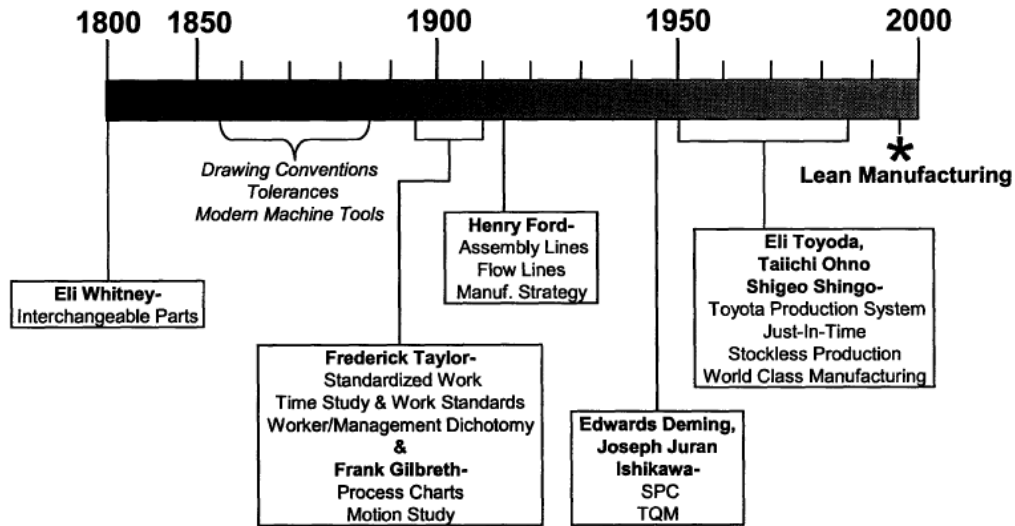 1800 1850 1900 1950 2000
Drawing Conventions
Tolerances
Modern Machine Tools
*
Lean Manufacturing
Eli Whitney-
Interchangeable Parts
Henry Ford-
Assembly Lines
Flow Lines
Manuf. Strategy
Eli Toyoda,
Taiichi Ohno
Shigeo Shingo-
Toyota Production System
Just-In-Time
Stockless Production
World Class Manufacturing
Frederick Taylor-
Standardized Work
Time Study & Work Standards
Worker/Management Dichotomy
&
Frank Gilbreth-
Process Charts
Motion Study
Edwards Deming,
Joseph Juran
Ishikawa-
SPC
TQM